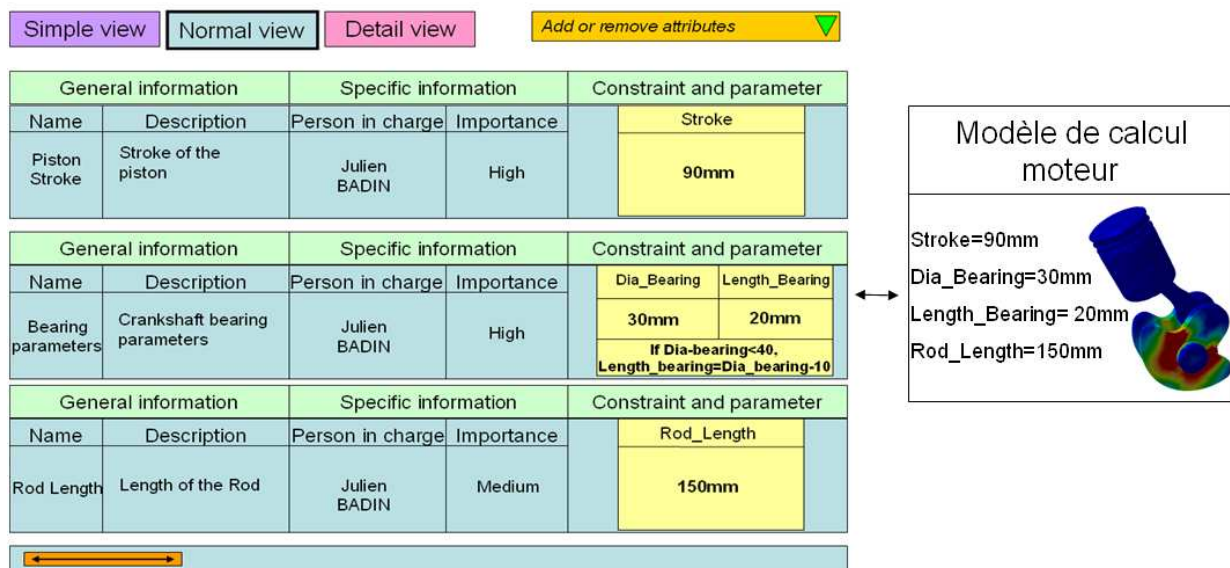 Simple view
Normal view
Detail view
Add or remove attributes
General information
Specific information
Constraint and parameter
Name
Description
Person in charge
Importance
Stroke
Piston
Stroke
Stroke of the
piston
Julien
BADIN
High
90mm
General information
Specific information
Constraint and parameter
Name
Description
Person in charge
Importance
Dia_Bearing
Length_Bearing
Bearing
parameters
Crankshaft bearing
parameters
Julien
BADIN
High
30mm
20mm
If Dia-bearing<40,
Length_bearing=Dia_bearing-10
General information
Specific information
Constraint and parameter
Name
Description
Person in charge
Importance
Rod_Length
Rod Length
Length of the Rod
Julien
BADIN
Medium
150mm
Modèle de calcul
moteur
Stroke=90mm
Dia_Bearing=30mm
Length_Bearing= 20mm
Rod_Length=150mm